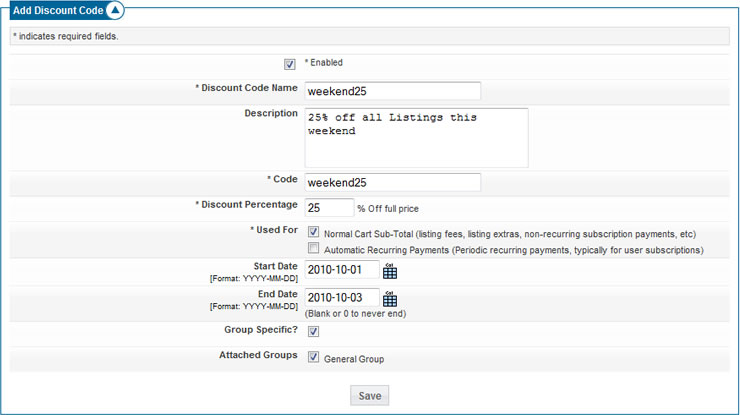 Add Discount Code
* indicates required fields.
* Enabled
* Discount Code Name
weekend25
Description
25% off all Listings this
weekend
* Code
weekend25
* Discount Percentage
25
% Off full price
* Used For
Normal Cart Sub-Total (listing fees, listing extras, non-recurring subscription payments, etc)
Automatic Recurring Payments (Periodic recurring payments, typically for user subscriptions)
Start Date
[Format: YYYY-MM-DD]
2010-10-01
Cal
End Date
[Format: YYYY-MM-DD]
2010-10-03
Cal
(Blank or 0 to never end)
Group Specific?
Attached Groups
General Group
Save